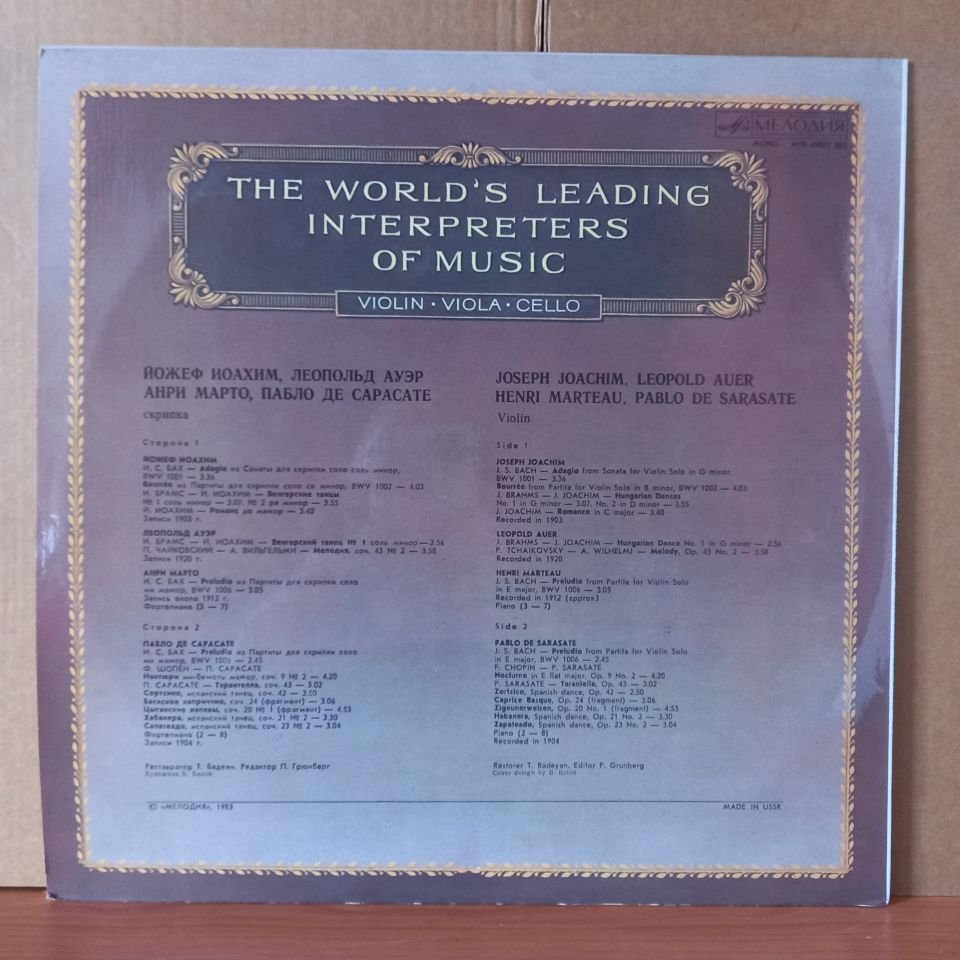 МЕЛОДИЯ
MONO
THE WORLD'S LEADING
INTERPRETERS
OF MUSIC
VIOLIN · VIOLA · CELLO
ЙОЖЕФ ИОАХИМ, ЛЕОПОЛЬД АУЭР
АНРИ МАРТО, ПАБЛО ДЕ САРАСАТЕ
скрипка
Сторона 1
ЙОЖЕФ ИОАХИМ
И. С. БАХ — Adagio из Сонаты для скрипки соло соль минор,
BWV 1001 — 3.36
Bourrée из Партиты для скрипки соло си минор, BWV 1002 — 4.03
И. БРАМС — Й. ИОАХИМ — Венгерские танцы
№ 1 соль минор — 3.07. № 2 ре минор — 3.55
Й. ИОАХИМ — Романс до мажор — 3.40
Записи 1903 г.
ЛЕОПОЛЬД АУЭР
И. БРАМС — Й. ИОАХИМ — Венгерский танец № 1 соль минор — 2.56
П. ЧАЙКОВСКИЙ — А. ВИЛЬГЕЛЬМИ — Мелодия, соч. 43 № 2 — 3.58
Записи 1920 г.
АНРИ МАРТО
И. С. БАХ — Preludio из Партиты для скрипки соло
ми мажор, BWV 1006 — 3.05
Запись около 1912 г.
Фортепиано (3 — 7)
Сторона 2
ПАБЛО ДЕ САРАСАТЕ
И. С. БАХ — Preludio из Партиты для скрипки соло
ми мажор, BWV 1006 — 2.45
Ф. ШОПЕН — П. САРАСАТЕ
Ноктюрн ми-бемоль мажор, соч. 9 № 2 — 4.20
П. САРАСАТЕ — Тарантелла, соч. 43 — 3.02
Сортсико, испанский танец, соч. 42 — 2.50
Баскское каприччио, соч. 24 (фрагмент) — 3.06
Цыганские напевы, соч. 20 № 1 (фрагмент) — 4.53
Хабанера, испанский танец, соч. 21 № 2 — 3.30
Сапатеадо, испанский танец, соч. 23 № 2 — 3.04
Фортепиано (2 — 8)
Записи 1904 г.
Реставратор Т. Бадеян. Редактор П. Грюнберг
Художник Б. Белов
JOSEPH JOACHIM, LEOPOLD AUER
HENRI MARTEAU, PABLO DE SARASATE
Violin
Side 1
JOSEPH JOACHIM
J. S. BACH — Adagio from Sonata for Violin Solo in G minor,
BWV 1001 — 3.36
Bourrée from Partita for Violin Solo in B minor, BWV 1002 — 4.03
J. BRAHMS — J. JOACHIM — Hungarian Dances
No. 1 in G minor — 3.07. No. 2 in D minor — 3.55
J. JOACHIM — Romance in C major — 3.40
Recorded in 1903
LEOPOLD AUER
J. BRAHMS — J. JOACHIM — Hungarian Dance No. 1 in G minor — 2.56
P. TCHAIKOVSKY — A. WILHELMJ — Melody, Op. 43 No. 2 — 3.58
Recorded in 1920
HENRI MARTEAU
J. S. BACH — Preludio from Partita for Violin Solo
in E major, BWV 1006 — 3.05
Recorded in 1912 (approx.)
Piano (3 — 7)
Side 2
PABLO DE SARASATE
J. S. BACH — Preludio from Partita for Violin Solo
in E major, BWV 1006 — 2.45
F. CHOPIN — P. SARASATE
Nocturne in E flat major, Op. 9 No. 2 — 4.20
P. SARASATE — Tarantella, Op. 43 — 3.02
Zortzico, Spanish dance, Op. 42 — 2.50
Caprice Basque, Op. 24 (fragment) — 3.06
Zigeunerweisen, Op. 20 No. 1 (fragment) — 4.53
Habanera, Spanish dance, Op. 21 No. 2 — 3.30
Zapateado, Spanish dance, Op. 23 No. 2 — 3.04
Piano (2 — 8)
Recorded in 1904
Restorer T. Badeyan. Editor P. Grunberg
Cover design by B. Belov
© «МЕЛОДИЯ», 1983
MADE IN USSR